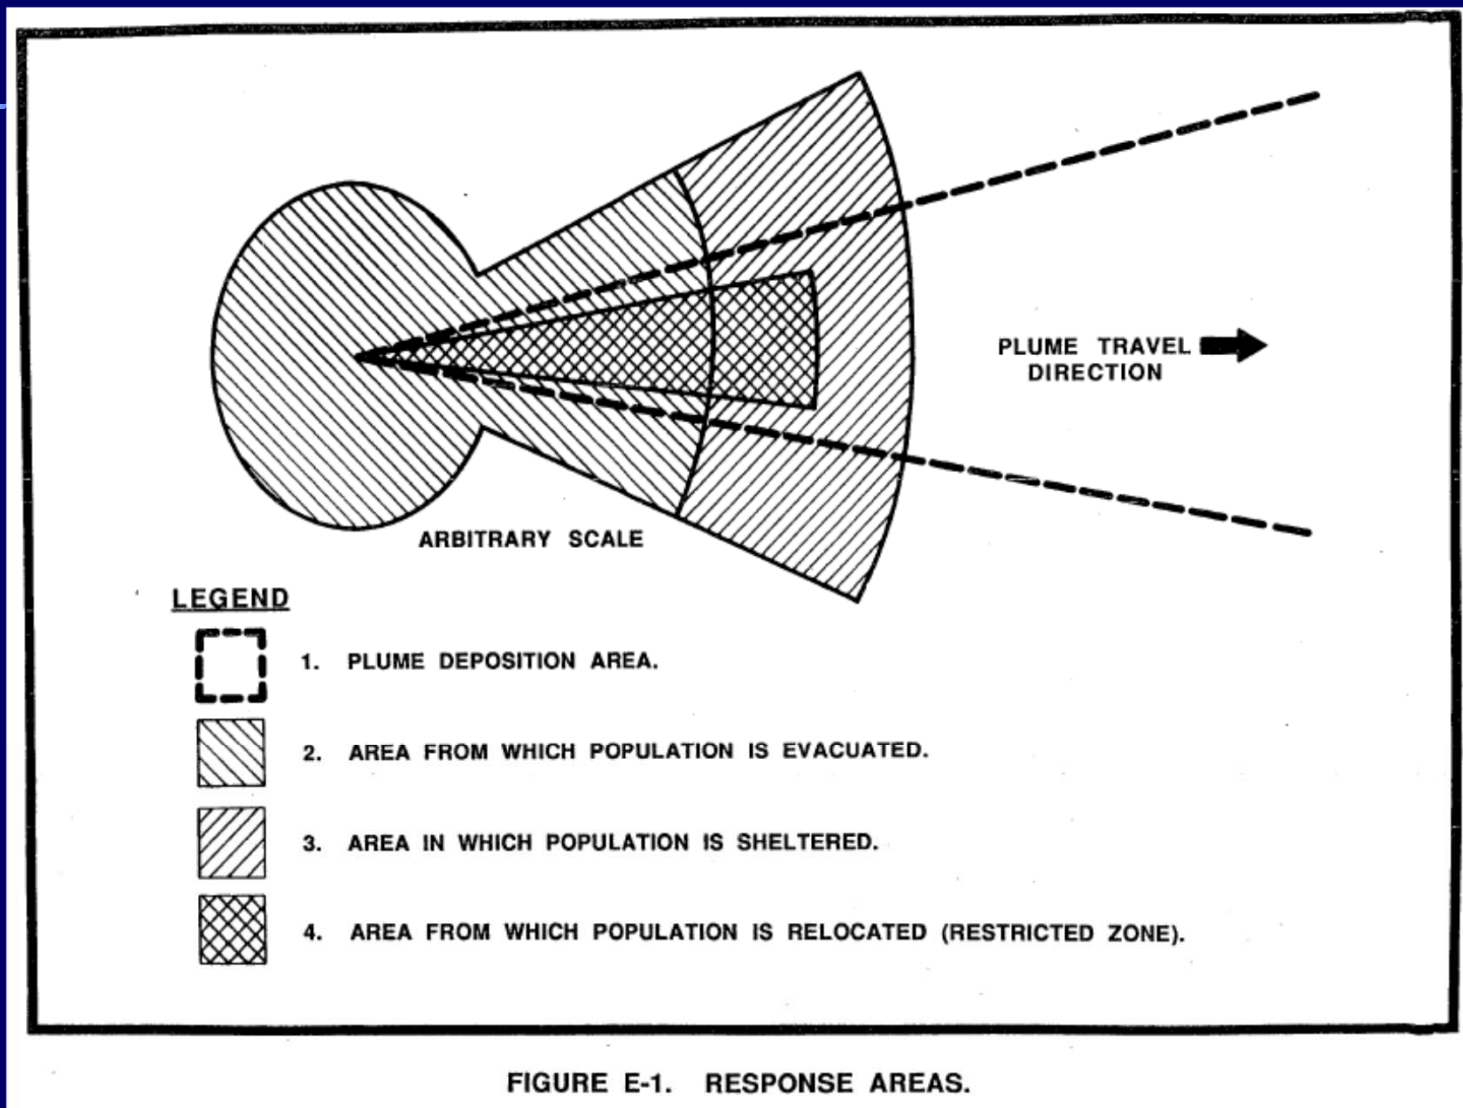 PLUME TRAVEL
DIRECTION
ARBITRARY SCALE
LEGEND
1. PLUME DEPOSITION AREA.
2. AREA FROM WHICH POPULATION IS EVACUATED.
3. AREA IN WHICH POPULATION IS SHELTERED.
4. AREA FROM WHICH POPULATION IS RELOCATED (RESTRICTED ZONE).
FIGURE E-1. RESPONSE AREAS.